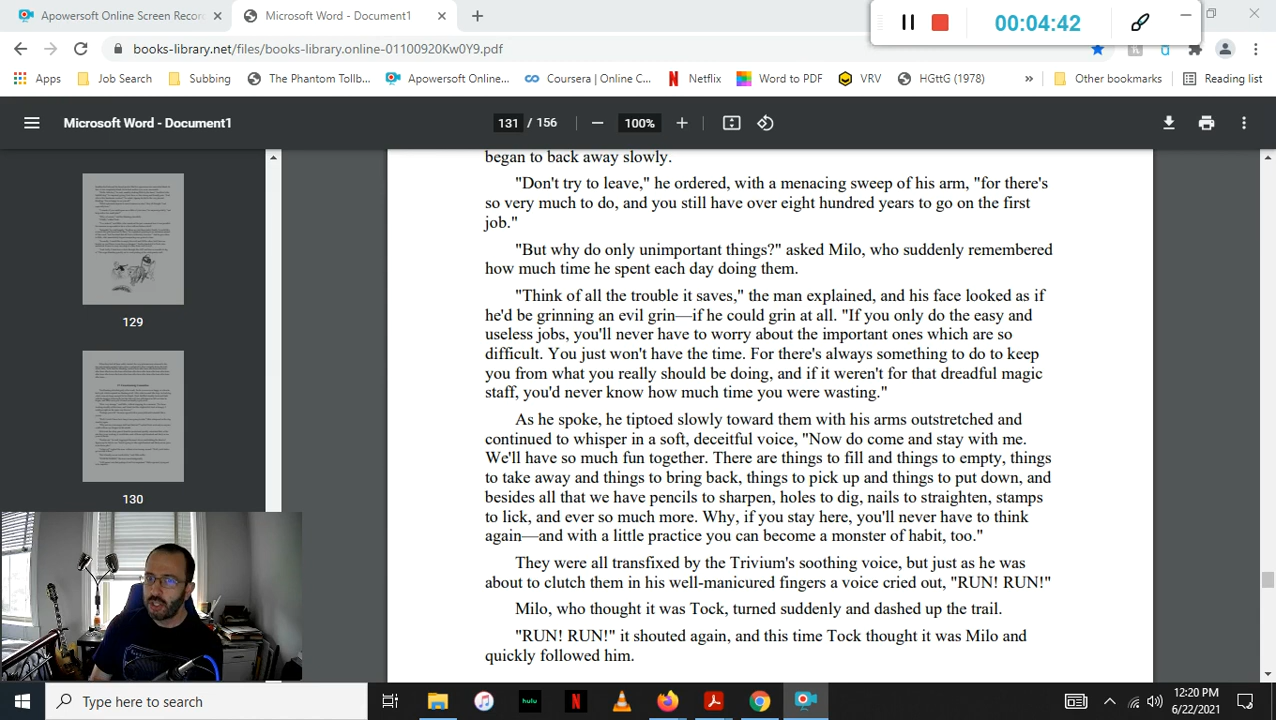 Apowersoft Online Screen Recor
Microsoft Word - Document1
00:04:42
books-library.net/files/books-library.online-01100920Kw0Y9.pdf
Apps
Job Search
Subbing
The Phantom Tollb...
Apowersoft Online...
Coursera | Online C...
Netflix
Word to PDF
VRV
HGttG (1978)
»
Other bookmarks
Reading list
Microsoft Word - Document1
131 / 156
100%
129
130
began to back away slowly.
"Don't try to leave," he ordered, with a menacing sweep of his arm, "for there's
so very much to do, and you still have over eight hundred years to go on the first
job."
"But why do only unimportant things?" asked Milo, who suddenly remembered
how much time he spent each day doing them.
"Think of all the trouble it saves," the man explained, and his face looked as if
he'd be grinning an evil grin—if he could grin at all. "If you only do the easy and
useless jobs, you'll never have to worry about the important ones which are so
difficult. You just won't have the time. For there's always something to do to keep
you from what you really should be doing, and if it weren't for that dreadful magic
staff, you'd never know how much time you were wasting."
As he spoke, he tiptoed slowly toward them with his arms outstretched and
continued to whisper in a soft, deceitful voice, "Now do come and stay with me.
We'll have so much fun together. There are things to fill and things to empty, things
to take away and things to bring back, things to pick up and things to put down, and
besides all that we have pencils to sharpen, holes to dig, nails to straighten, stamps
to lick, and ever so much more. Why, if you stay here, you'll never have to think
again—and with a little practice you can become a monster of habit, too."
They were all transfixed by the Trivium's soothing voice, but just as he was
about to clutch them in his well-manicured fingers a voice cried out, "RUN! RUN!"
Milo, who thought it was Tock, turned suddenly and dashed up the trail.
"RUN! RUN!" it shouted again, and this time Tock thought it was Milo and
quickly followed him.
Type here to search
hulu
N
12:20 PM
6/22/2021